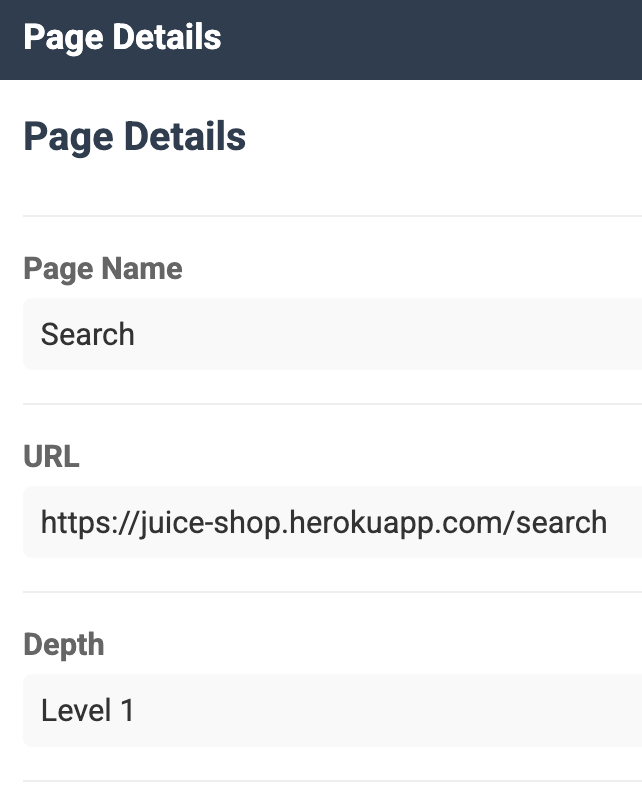 Page Details
Page Details
Page Name
Search
URL
https://juice-shop.herokuapp.com/search
Depth
Level 1